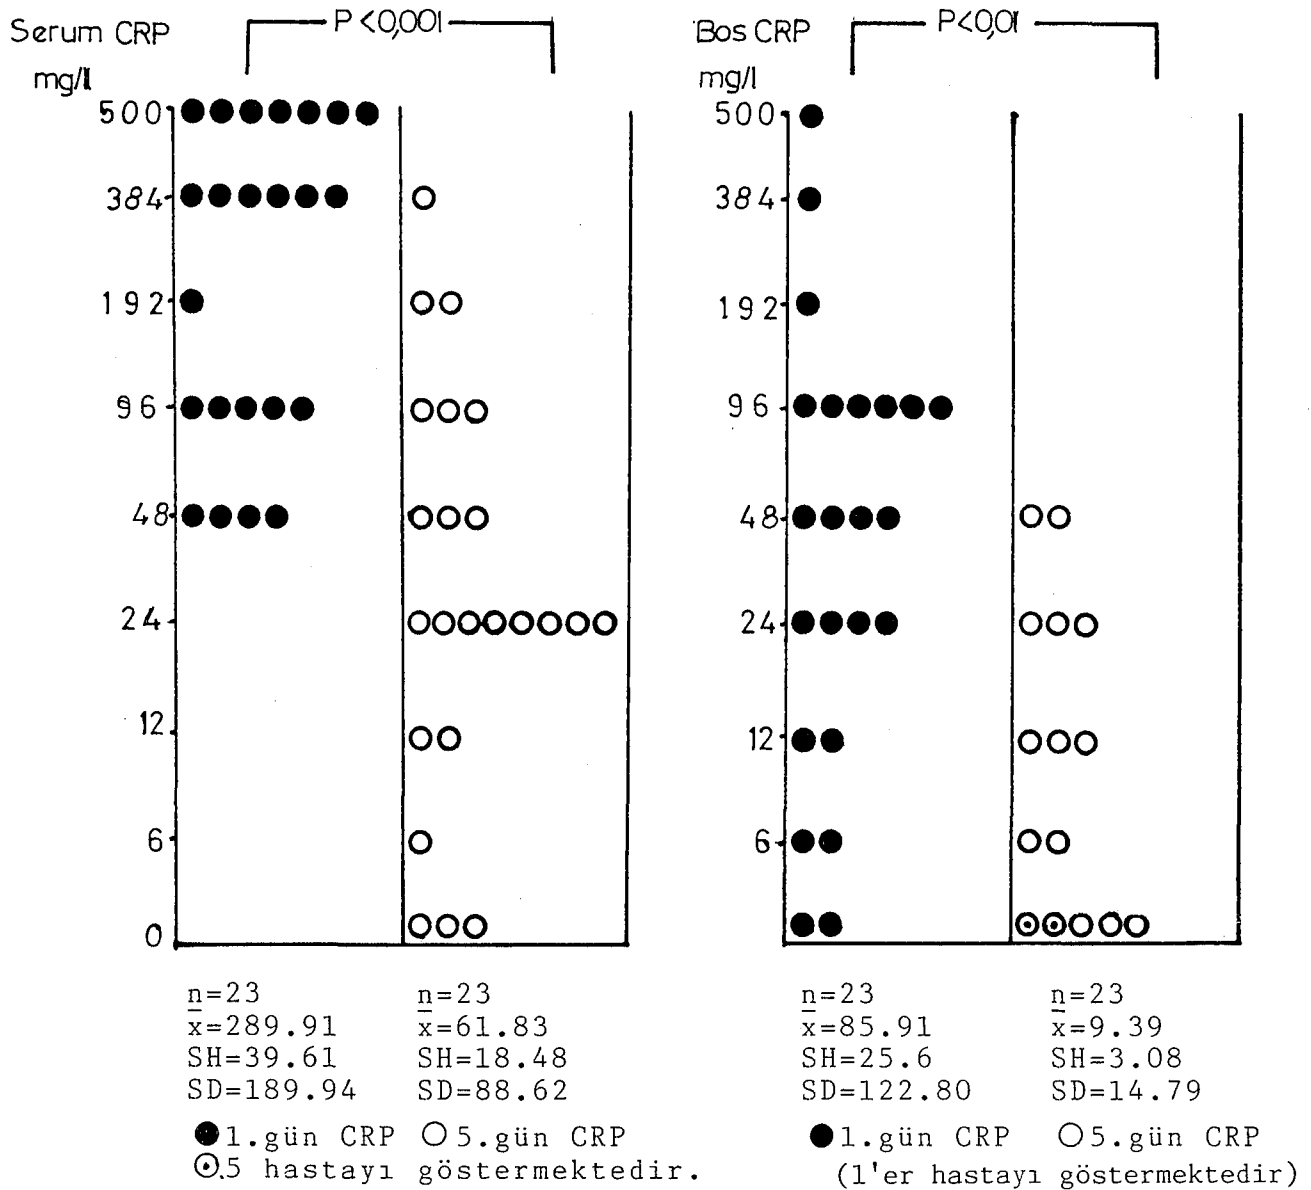 Serum CRP
mg/l
P<0,001
500
384
192
96
48
24
12
6
0
n=23
x̄=289.91
SH=39.61
SD=189.94
n=23
x̄=61.83
SH=18.48
SD=88.62
●1.gün CRP ○5.gün CRP
⊙5 hastayı göstermektedir.
Bos CRP
mg/l
P<0,01
500
384
192
96
48
24
12
6
n=23
x̄=85.91
SH=25.6
SD=122.80
n=23
x̄=9.39
SH=3.08
SD=14.79
●1.gün CRP ○5.gün CRP
(1'er hastayı göstermektedir)